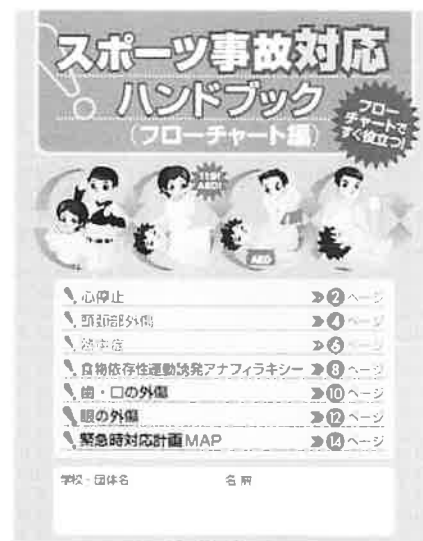 スポーツ事故対応
ハンドブック
(フローチャート編)
フロー
チャートで
すぐ役立つ!
119!
AED!
AED
心停止 2 ページ
頭頚部外傷 4 ページ
熱中症 6 ページ
食物依存性運動誘発アナフィラキシー 8 ページ
歯・口の外傷 10 ページ
眼の外傷 12 ページ
緊急時対応計画MAP 14 ページ
学校・団体名 名前